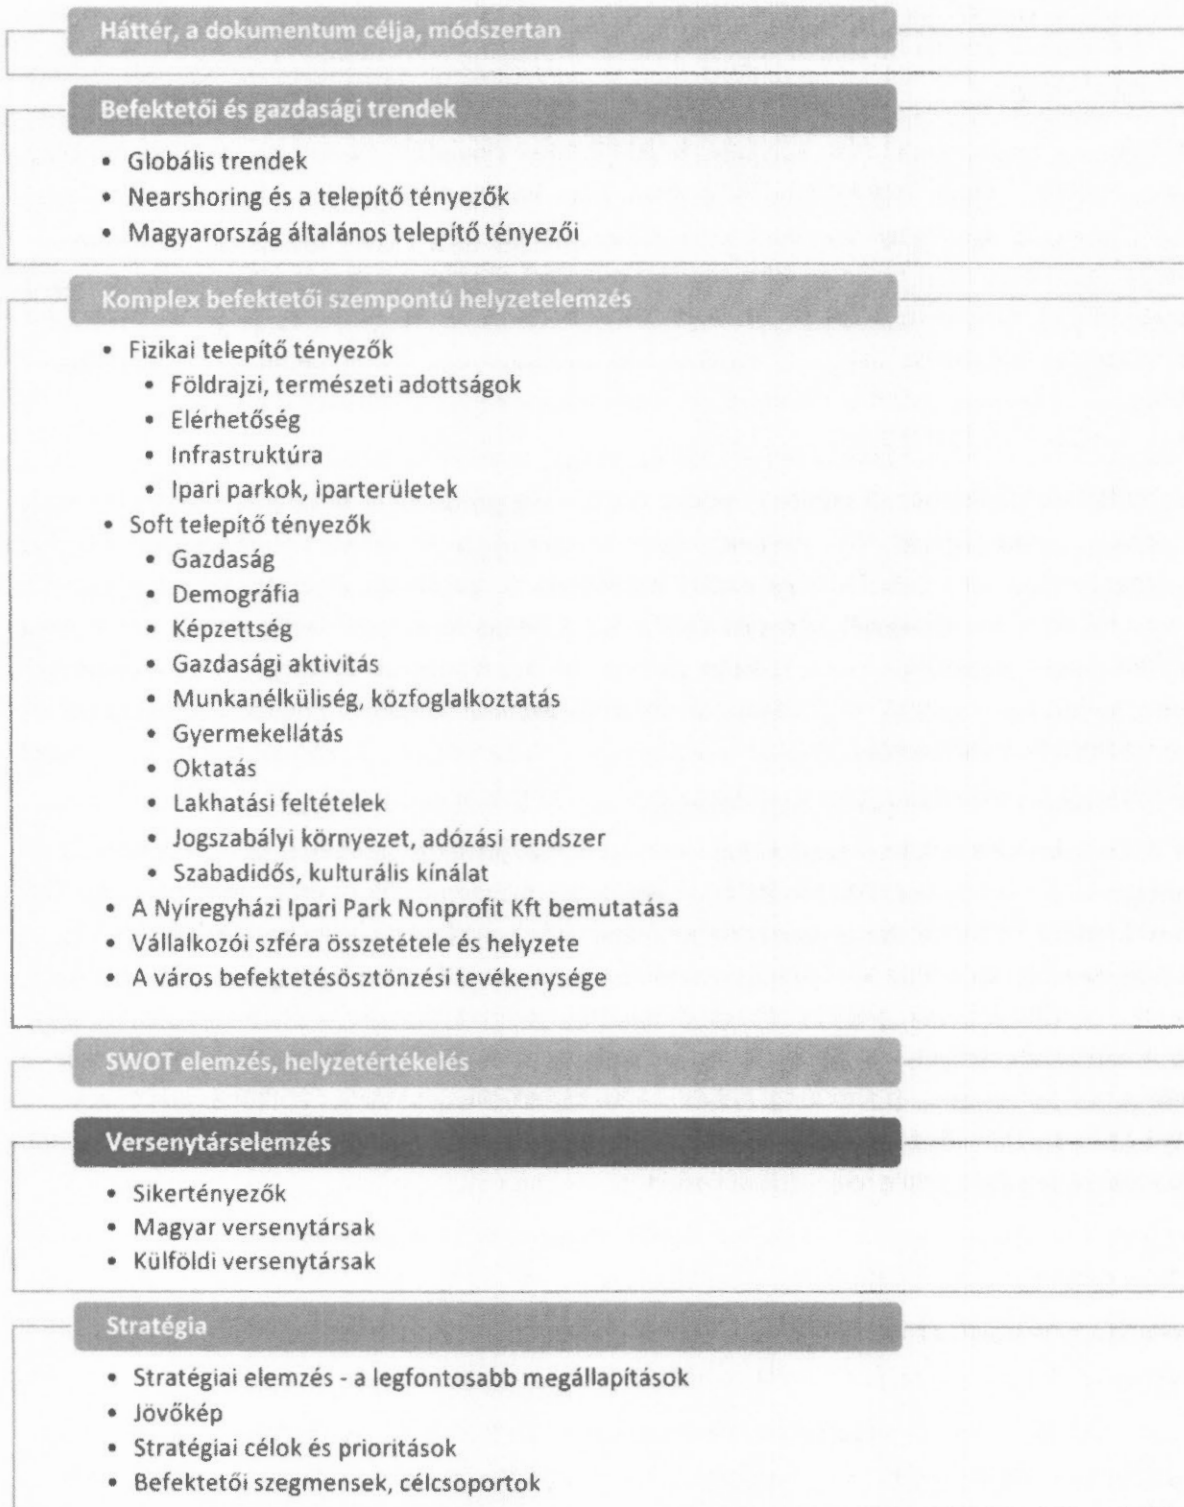 Háttér, a dokumentum célja, módszertan
Befektetői és gazdasági trendek
• Globális trendek
• Nearshoring és a telepítő tényezők
• Magyarország általános telepítő tényezői
Komplex befektetői szempontú helyzetelemzés
• Fizikai telepítő tényezők
• Földrajzi, természeti adottságok
• Elérhetőség
• Infrastruktúra
• Ipari parkok, iparterületek
• Soft telepítő tényezők
• Gazdaság
• Demográfia
• Képzettség
• Gazdasági aktivitás
• Munkanélküliség, közfoglalkoztatás
• Gyermekellátás
• Oktatás
• Lakhatási feltételek
• Jogszabályi környezet, adózási rendszer
• Szabadidős, kulturális kínálat
• A Nyíregyházi Ipari Park Nonprofit Kft bemutatása
• Vállalkozói szféra összetétele és helyzete
• A város befektetésösztönzési tevékenysége
SWOT elemzés, helyzetértékelés
Versenytárselemzés
• Sikertényezők
• Magyar versenytársak
• Külföldi versenytársak
Stratégia
• Stratégiai elemzés - a legfontosabb megállapítások
• Jövőkép
• Stratégiai célok és prioritások
• Befektetői szegmensek, célcsoportok